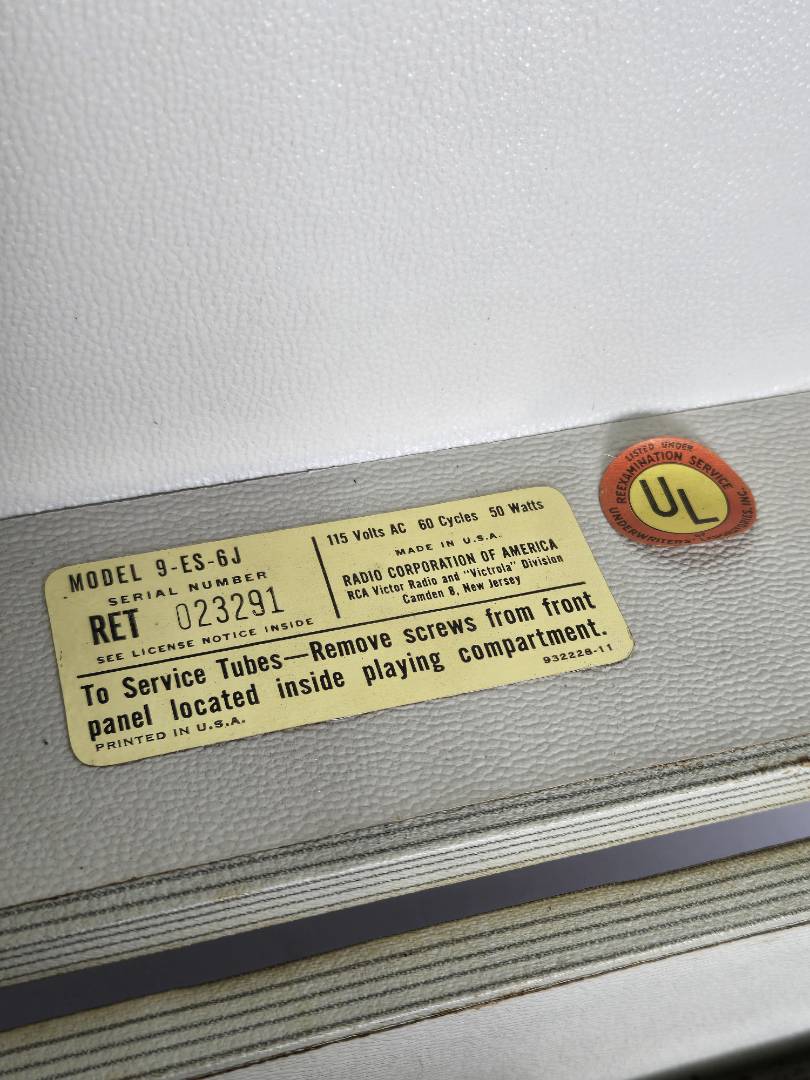 MODEL 9-ES-6J
SERIAL NUMBER
RET 023291
SEE LICENSE NOTICE INSIDE
115 Volts AC 60 Cycles 50 Watts
MADE IN U.S.A.
RADIO CORPORATION OF AMERICA
RCA Victor Radio and "Victrola" Division
Camden 8, New Jersey
To Service Tubes—Remove screws from front
panel located inside playing compartment.
PRINTED IN U.S.A.
932228-11
LISTED UNDER
REEXAMINATION SERVICE
UL
UNDERWRITERS
INC.